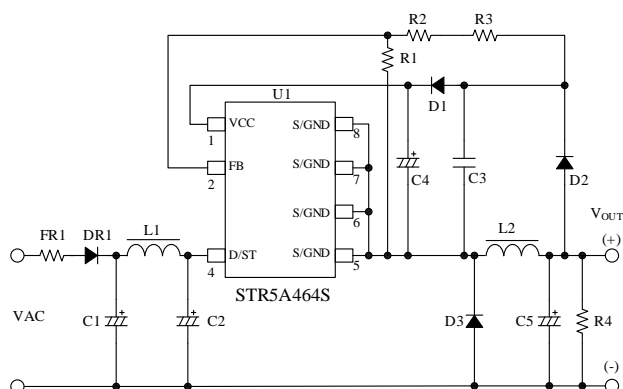 R2
R3
R1
U1
D1
VCC
S/GND
1
8
C4
C3
D2
FB
S/GND
2
7
S/GND
6
VOUT
FR1
DR1
L1
L2
(+)
D/ST
S/GND
4
5
STR5A464S
VAC
C1
C2
D3
C5
R4
(-)